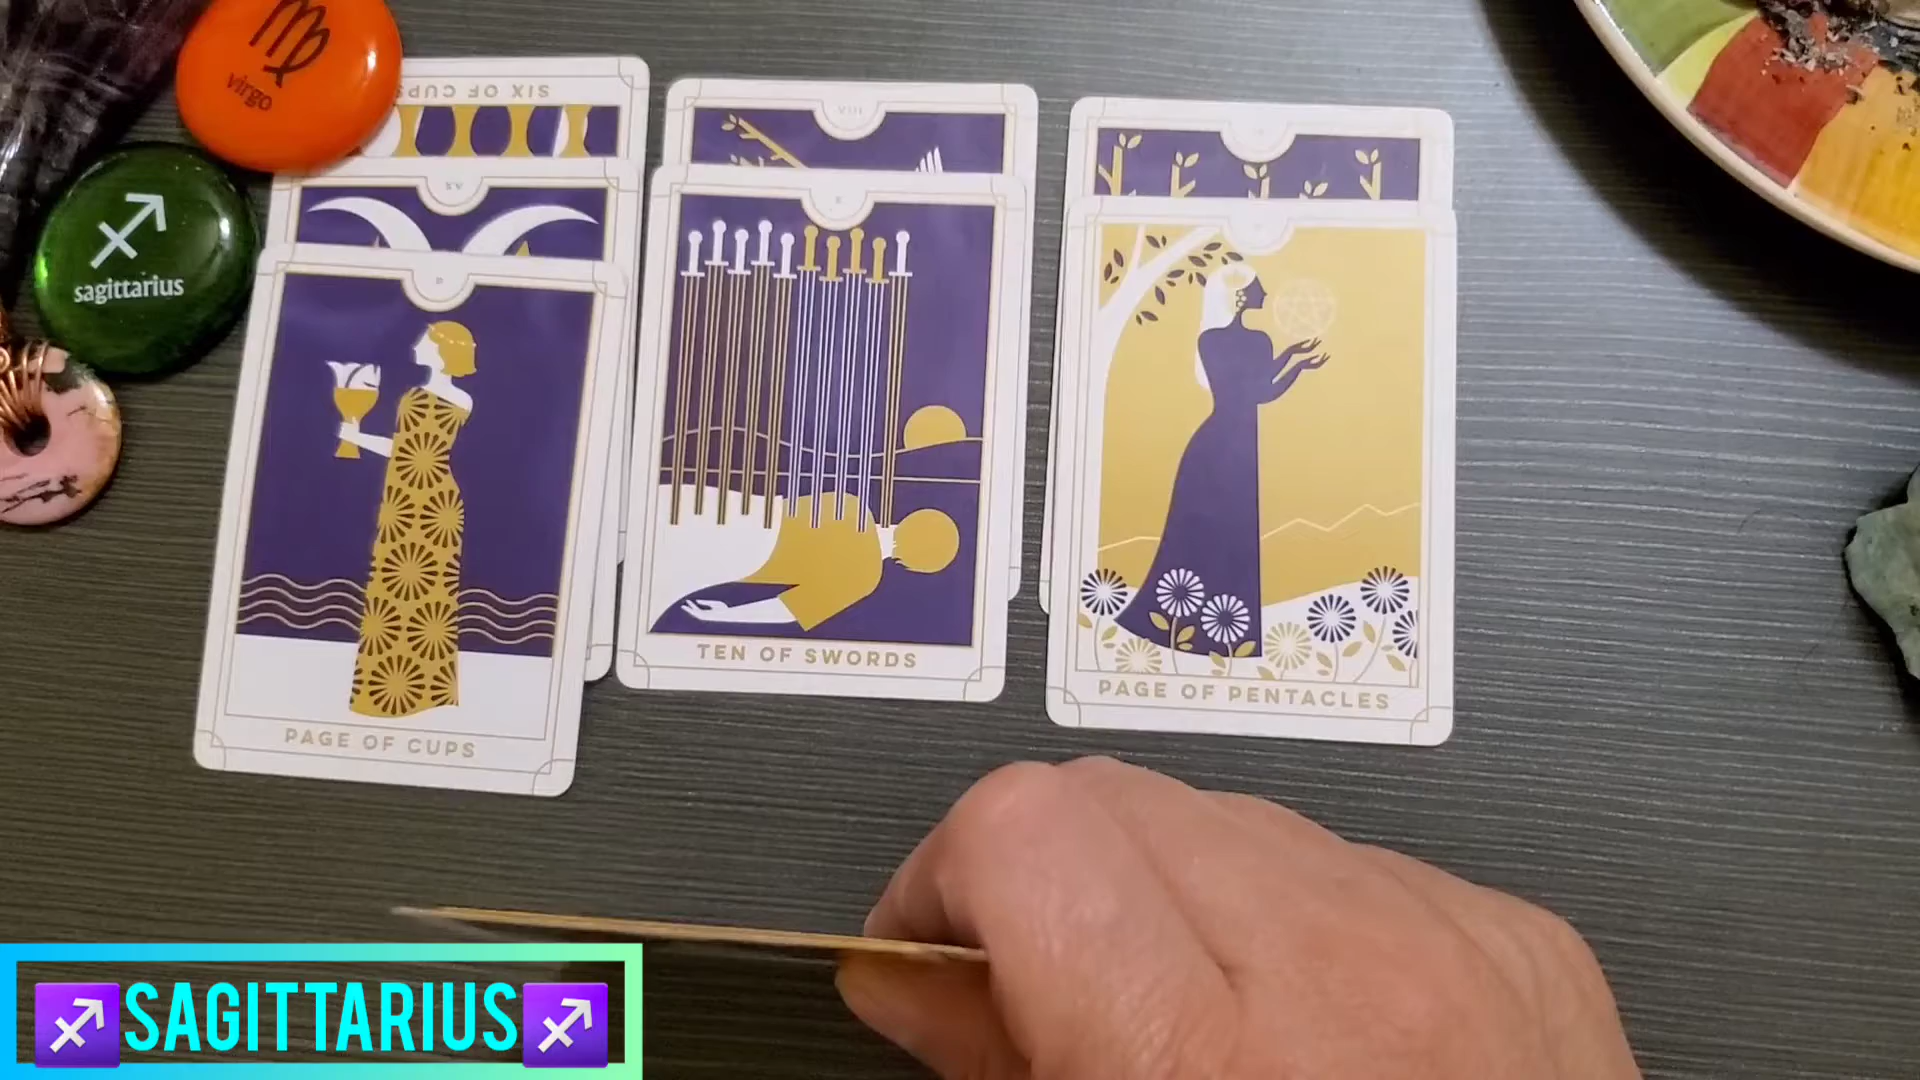 virgo
SIX OF CUPS
sagittarius
PAGE OF CUPS
TEN OF SWORDS
PAGE OF PENTACLES
SAGITTARIUS